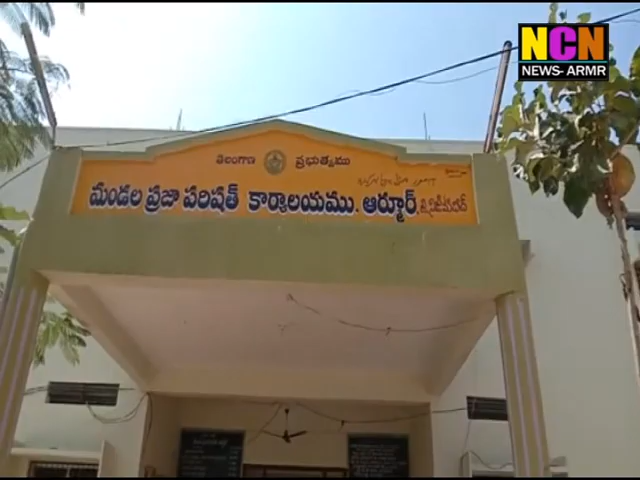 NCN
NEWS- ARMR
తెలంగాణ ప్రభుత్వము
మండల ప్రజా పరిషత్ కార్యాలయము. ఆర్మూర్,